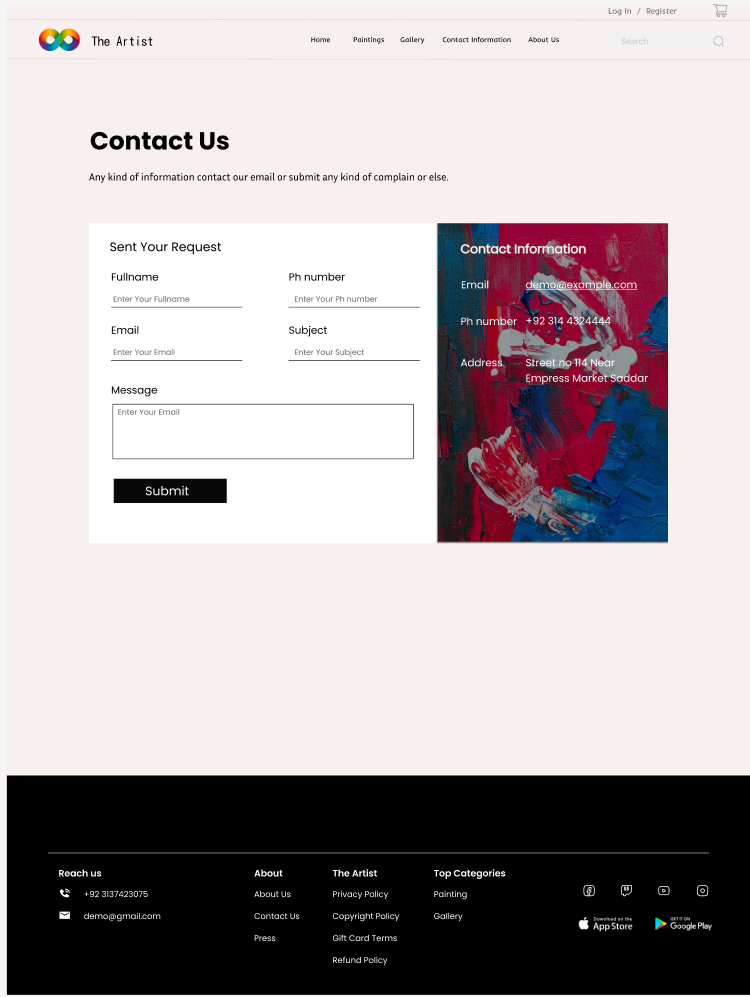 Log In / Register
The Artist
Home Paintings Gallery Contact Information About Us
Search
Contact Us
Any kind of information contact our email or submit any kind of complain or else.
Sent Your Request
Fullname Ph number
Enter Your Fullname Enter Your Ph number
Email Subject
Enter Your Email Enter Your Subject
Message
Enter Your Email
Submit
Contact Information
Email demo@example.com
Ph number +92 314 4324444
Address Street no 114 Near
Empress Market Saddar
Reach us
+92 3137423075
demo@gmail.com
About
About Us
Contact Us
Press
The Artist
Privacy Policy
Copyright Policy
Gift Card Terms
Refund Policy
Top Categories
Painting
Gallery
Download on the
App Store
GET IT ON
Google Play